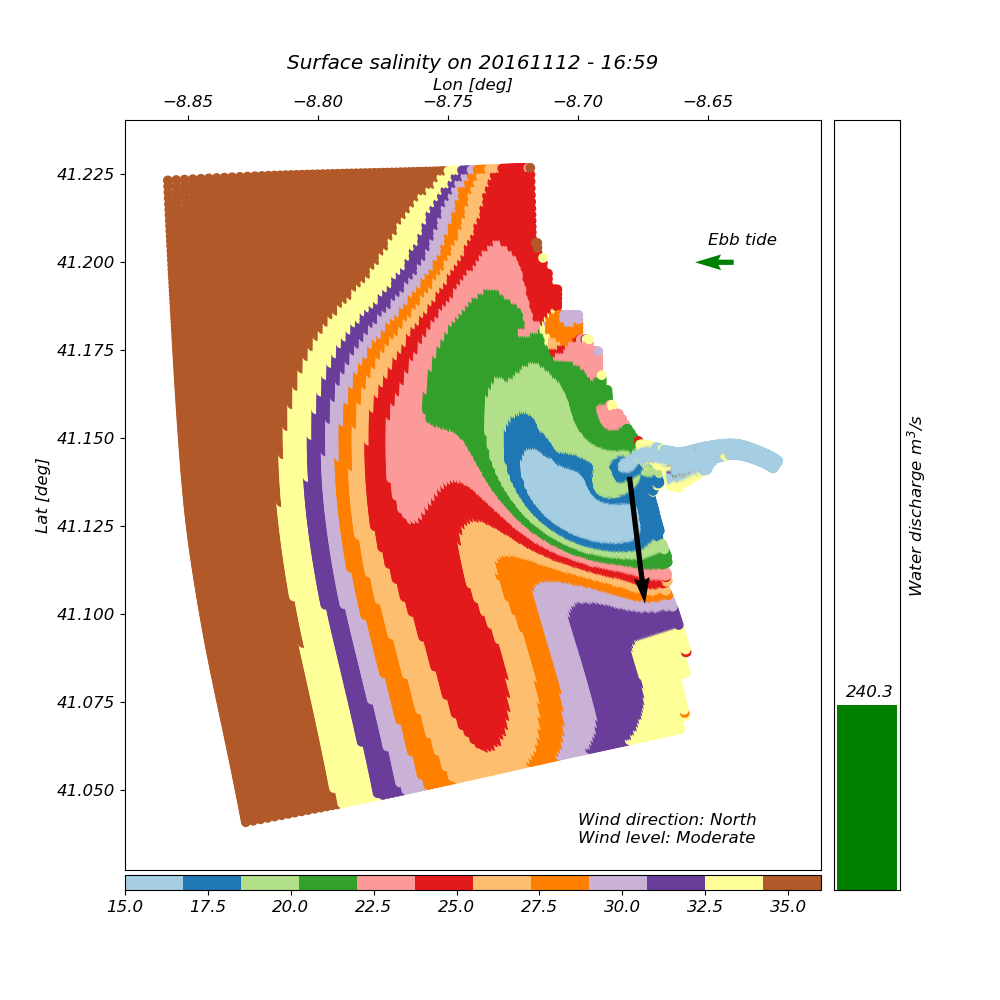 Surface salinity on 20161112 - 16:59
Lon [deg]
−8.85 −8.80 −8.75 −8.70 −8.65
41.225
41.200
41.175
41.150
41.125
41.100
41.075
41.050
Lat [deg]
Ebb tide
Wind direction: North
Wind level: Moderate
240.3
Water discharge m³/s
15.0 17.5 20.0 22.5 25.0 27.5 30.0 32.5 35.0